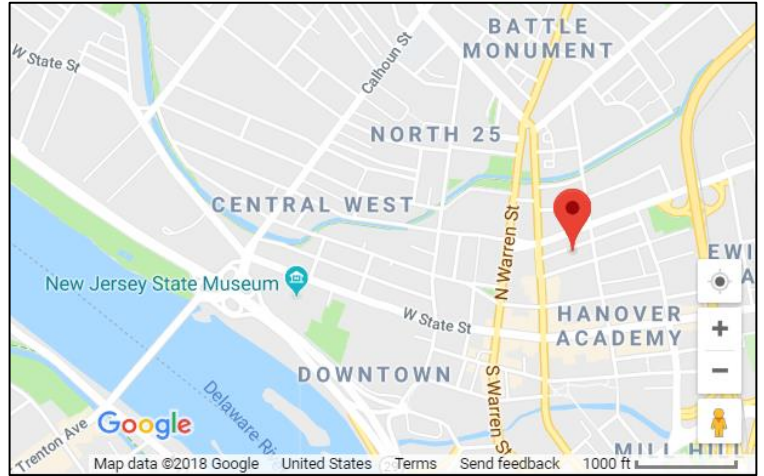 BATTLE
MONUMENT
W State St
Calhoun St
NORTH 25
CENTRAL WEST
N Warren St
EWI
New Jersey State Museum
W State St
HANOVER
ACADEMY
DOWNTOWN
S Warren St
Delaware Ri
Trenton Ave
Google
MILL HILL
Map data ©2018 Google United States Terms Send feedback 1000 ft